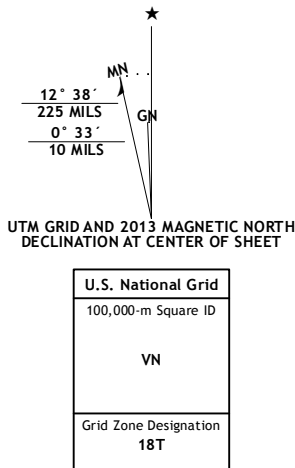 ★
MN
12° 38´
225 MILS
GN
0° 33´
10 MILS
UTM GRID AND 2013 MAGNETIC NORTH
DECLINATION AT CENTER OF SHEET
U.S. National Grid
100,000-m Square ID
VN
Grid Zone Designation
18T